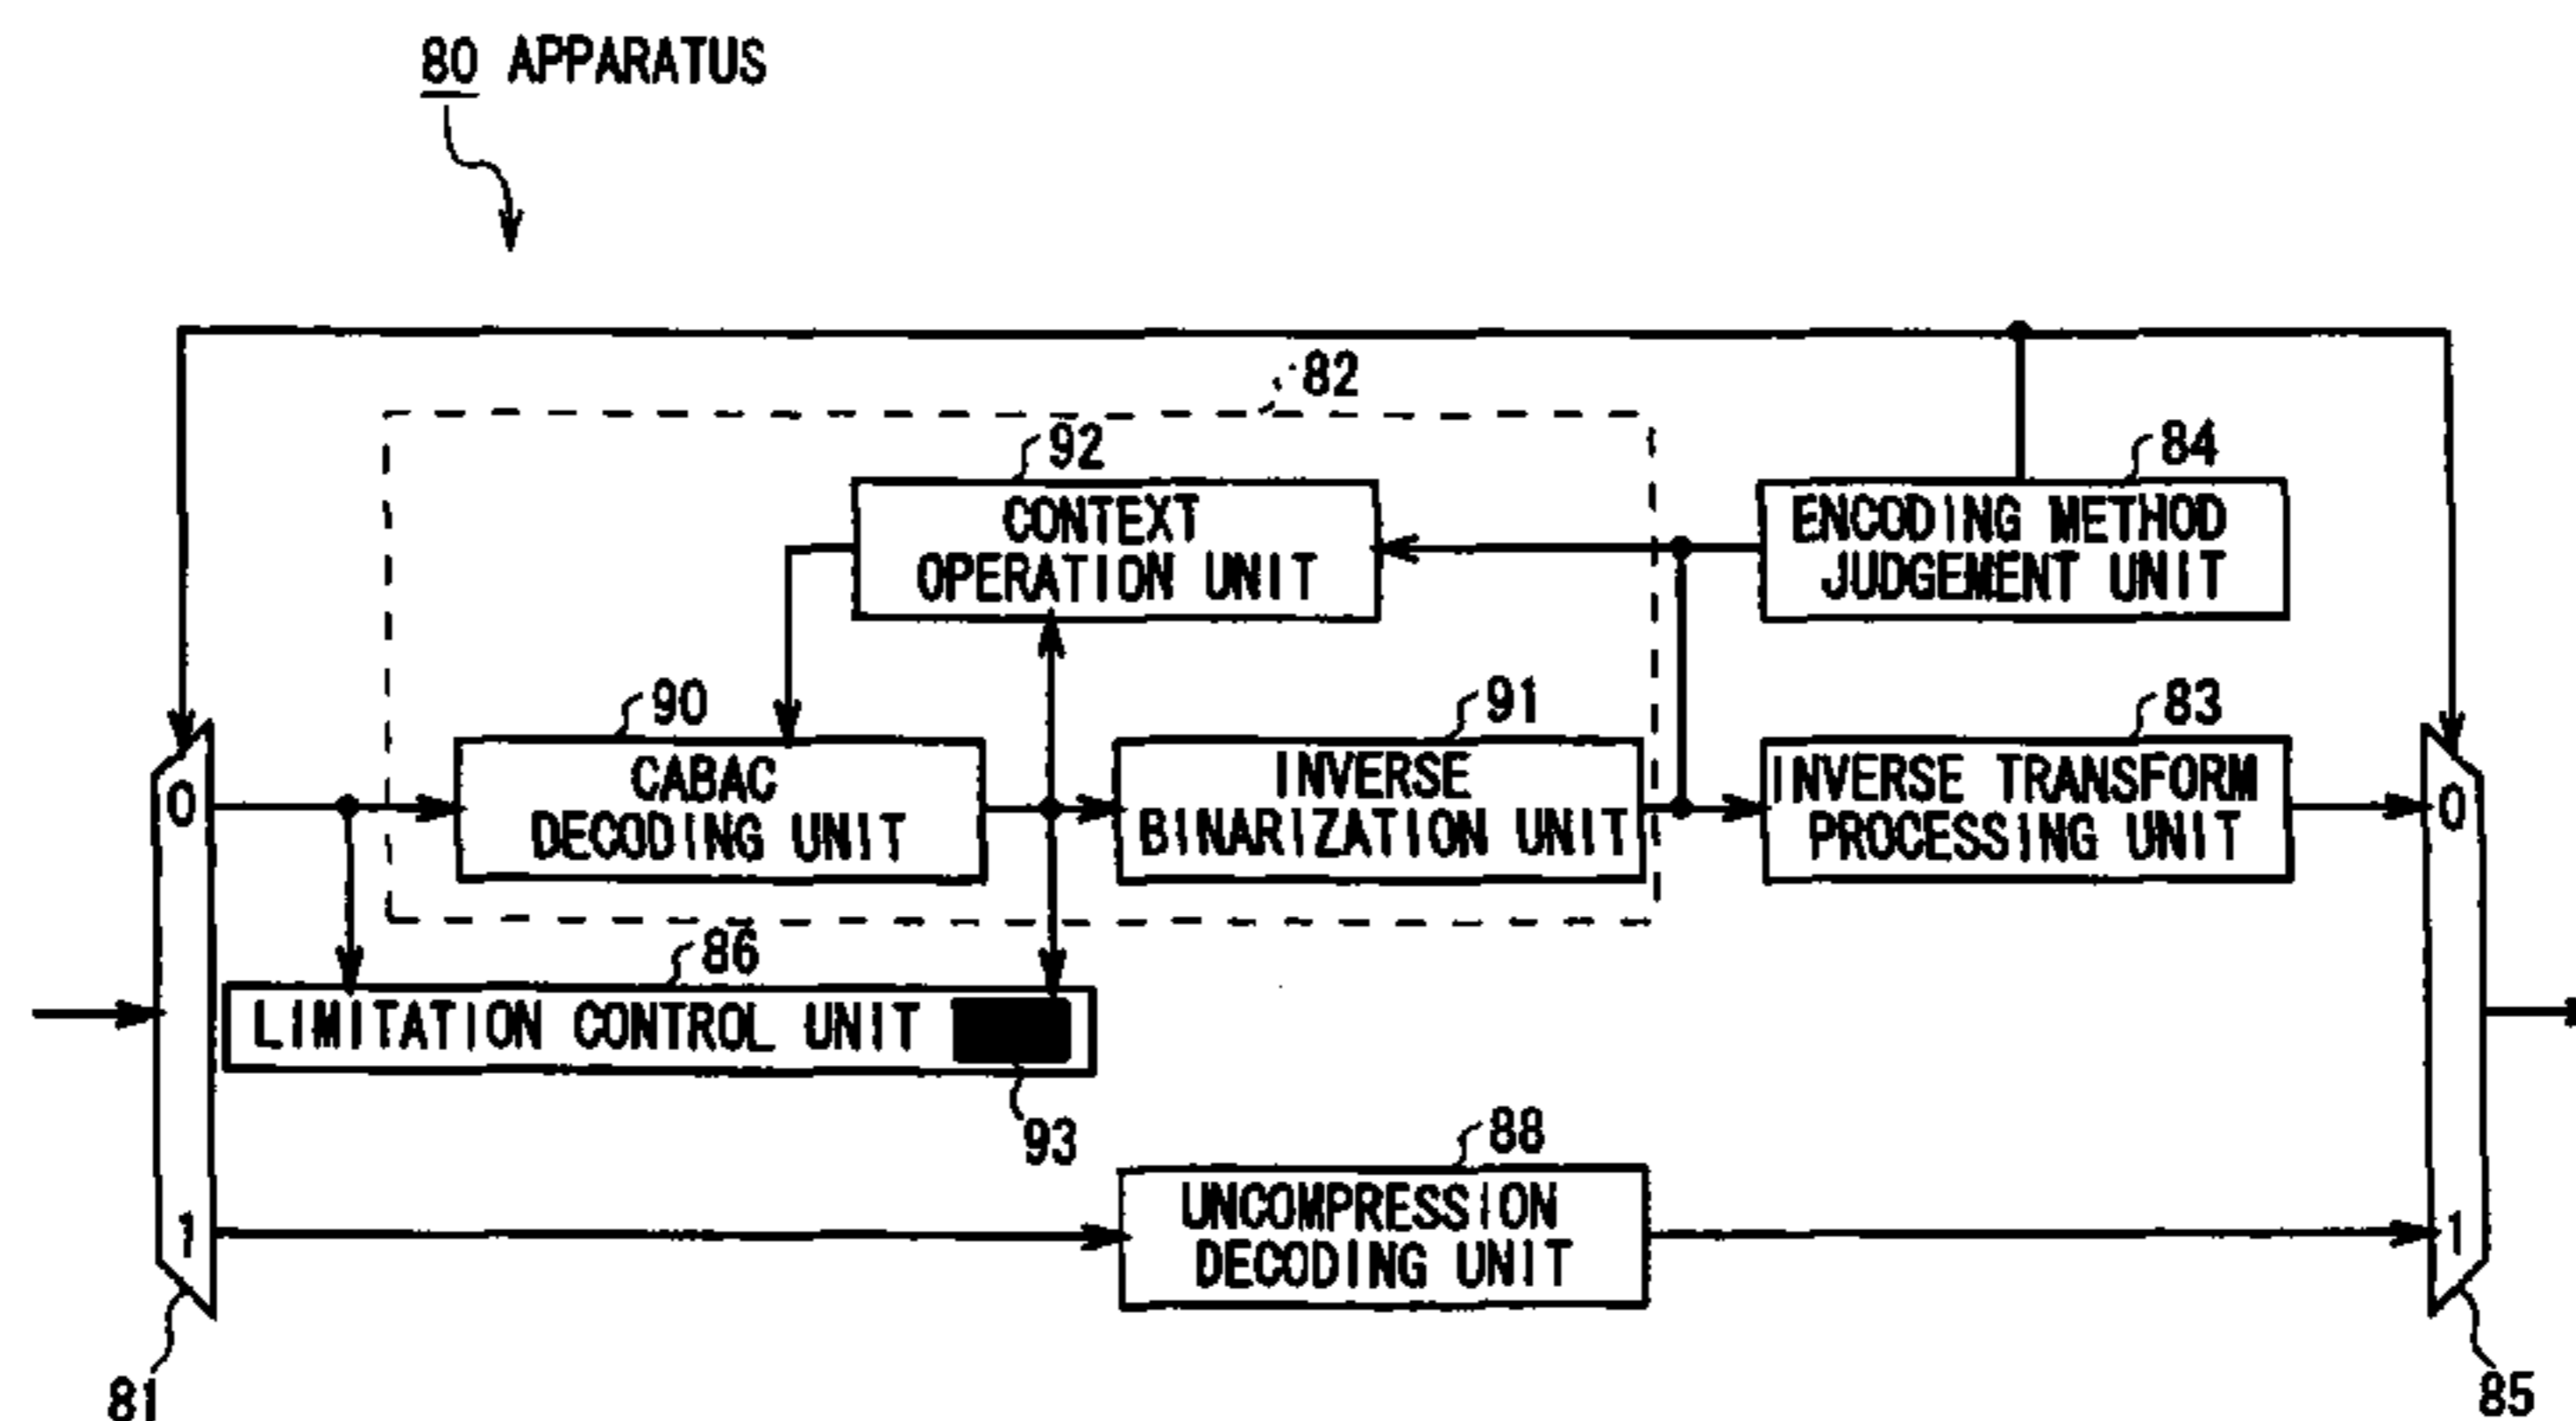 80 APPARATUS
82
92
84
CONTEXT
OPERATION UNIT
ENCODING METHOD
JUDGEMENT UNIT
90
91
83
0
CABAC
DECODING UNIT
INVERSE
BINARIZATION UNIT
INVERSE TRANSFORM
PROCESSING UNIT
0
86
LIMITATION CONTROL UNIT
93
88
1
UNCOMPRESSION
DECODING UNIT
1
81
85